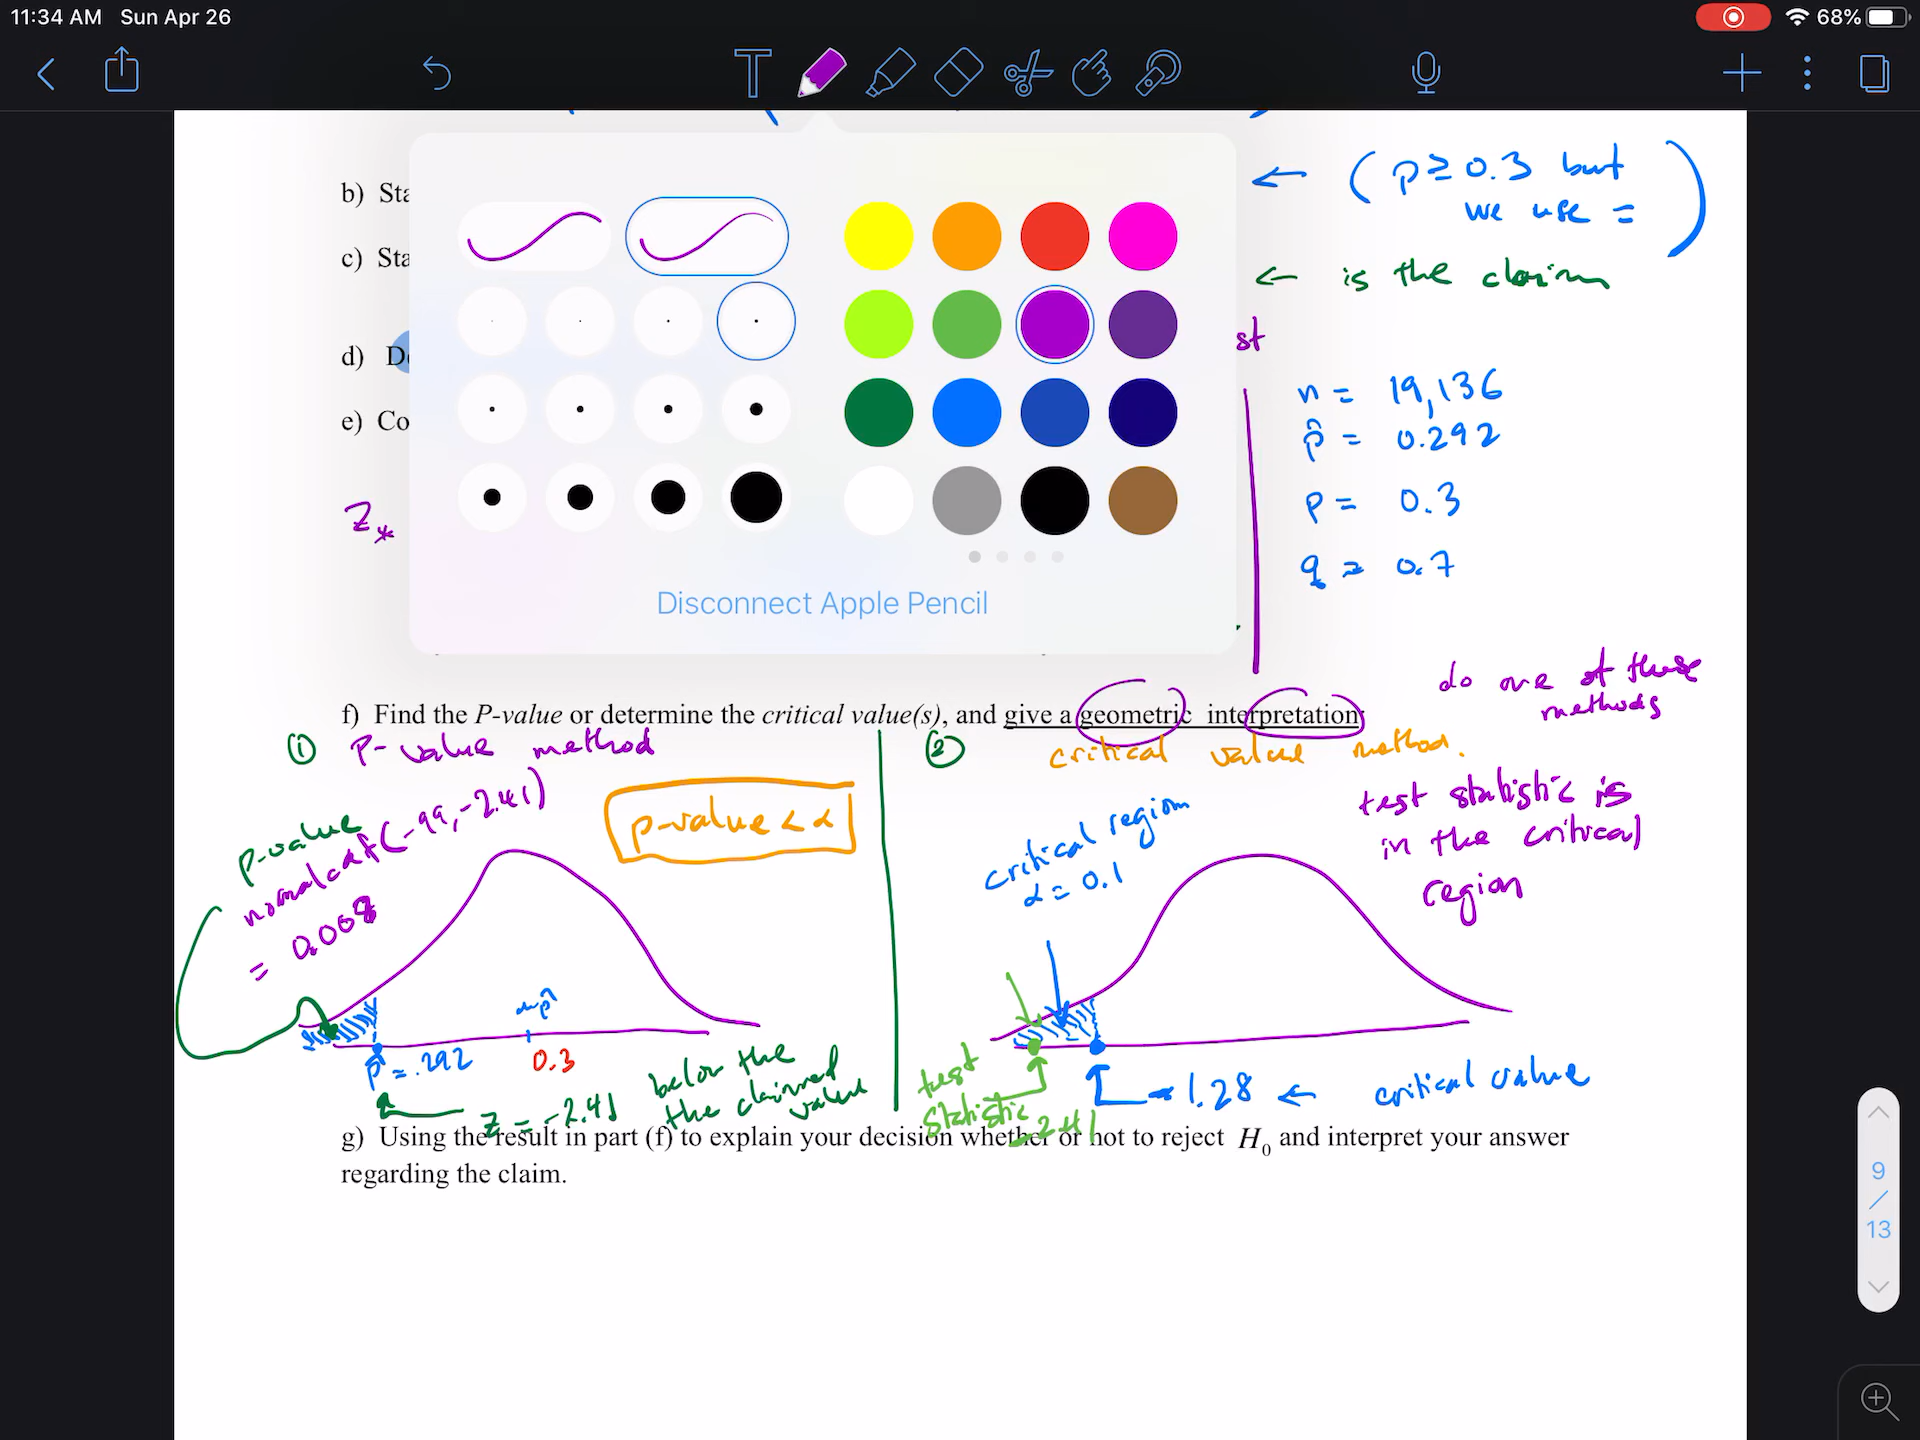 11:34 AM Sun Apr 26
68%
T
b) Sta
( p ≥ 0.3 but
we use = )
c) Sta
← is the claim
st
d) De
n = 19,136
e) Co
p̂ = 0.292
p = 0.3
z*
q = 0.7
Disconnect Apple Pencil
do one of these
methods
f) Find the P-value or determine the critical value(s), and give a geometric interpretation:
① P-value method
② critical value method.
p-value
normalcdf(-99,-2.41)
= 0.008
p-value < α
critical region
α = 0.1
test statistic is
in the critical
region
p̂ = .292
0.3
z = -2.41
below the
the claimed
value
test
statistic
-2.41
-1.28 ← critical value
g) Using the result in part (f) to explain your decision whether or not to reject H₀ and interpret your answer
regarding the claim.
9
/
13